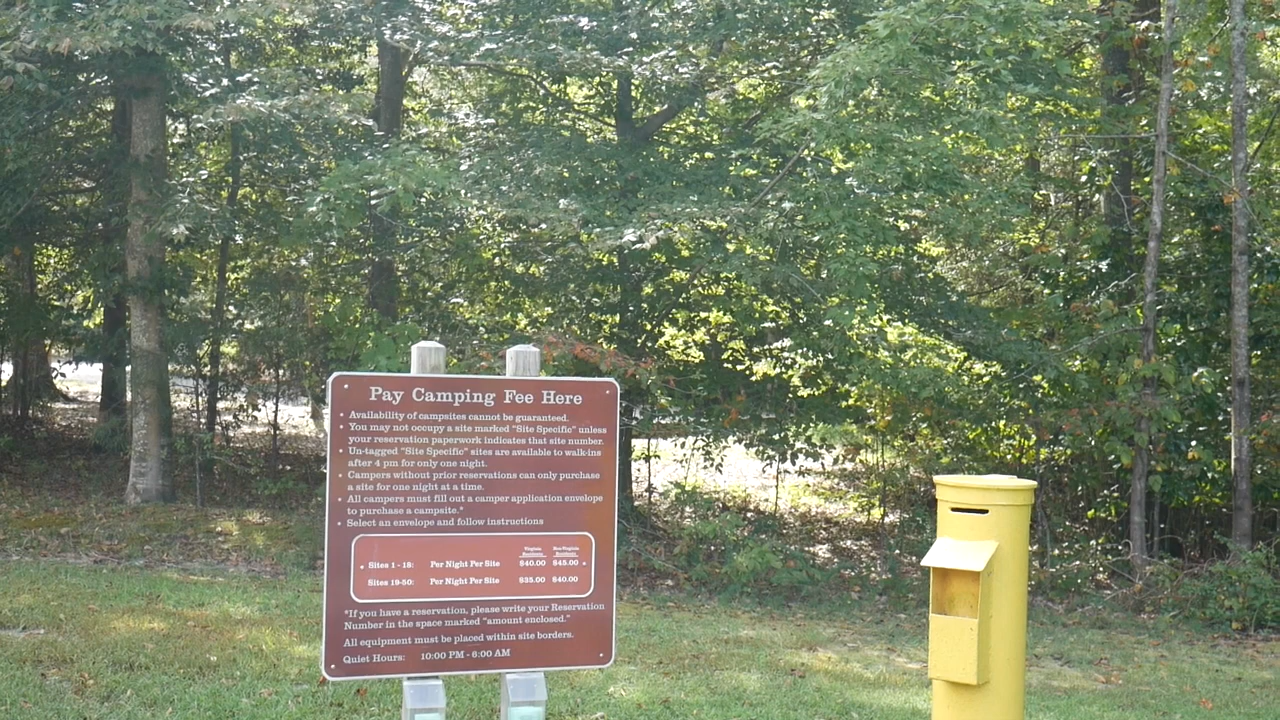 Pay Camping Fee Here
• Availability of campsites cannot be guaranteed.
• You may not occupy a site marked "Site Specific" unless
your reservation paperwork indicates that site number.
• Un-tagged "Site Specific" sites are available to walk-ins
after 4 pm for only one night.
• Campers without prior reservations can only purchase
a site for one night at a time.
• All campers must fill out a camper application envelope
to purchase a campsite.*
• Select an envelope and follow instructions
Virginia Non-Virginia
Residents Residents
Sites 1 - 18: Per Night Per Site $40.00 $45.00
Sites 19-50: Per Night Per Site $35.00 $40.00
*If you have a reservation, please write your Reservation
Number in the space marked "amount enclosed."
All equipment must be placed within site borders.
Quiet Hours: 10:00 PM - 6:00 AM